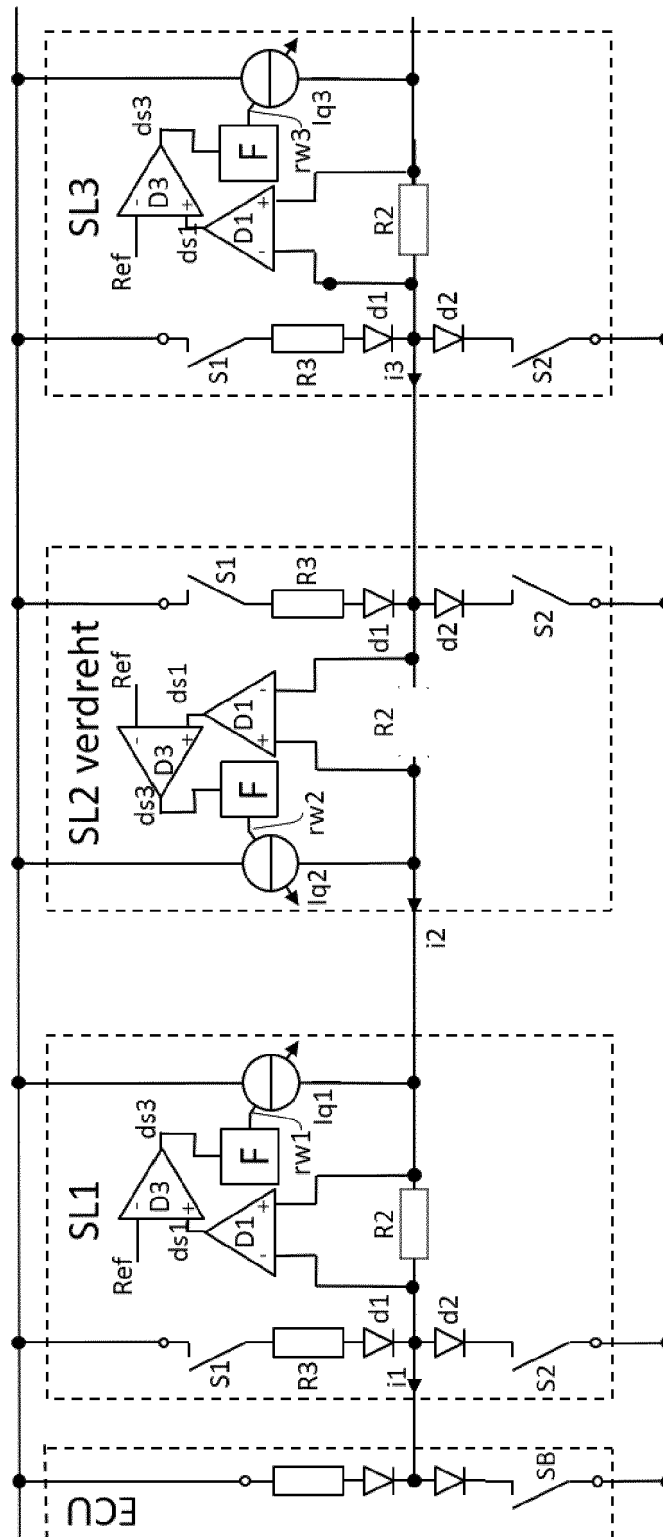 ECU
SB
SL1
Ref
D3
ds3
ds1
D1
F
rw1
Iq1
S1
R3
d1
R2
i1
d2
S2
SL2 verdreht
Ref
D3
ds3
ds1
D1
F
rw2
Iq2
S1
R3
d1
R2
i2
d2
S2
SL3
Ref
D3
ds3
ds1
D1
F
rw3
Iq3
S1
R3
d1
R2
i3
d2
S2